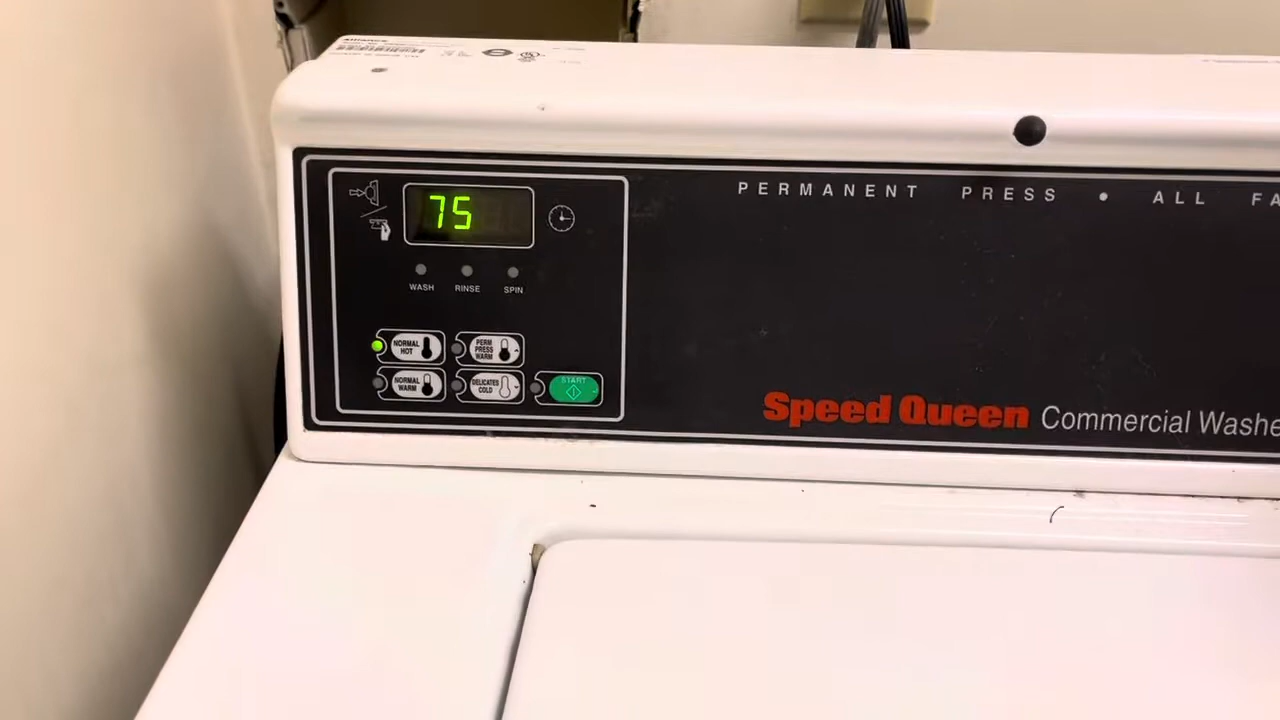 Alliance
PERMANENT PRESS • ALL FA
75
WASH RINSE SPIN
NORMAL HOT
PERM PRESS WARM
NORMAL WARM
DELICATES COLD
START
Speed Queen Commercial Washe